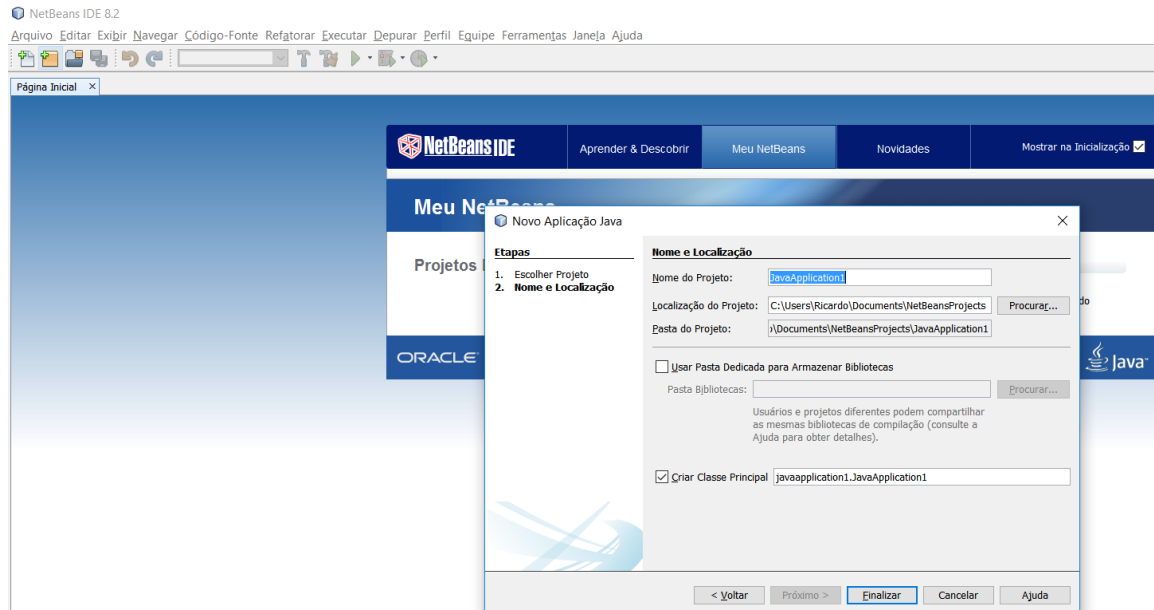 NetBeans IDE 8.2
Arquivo Editar Exibir Navegar Código-Fonte Refatorar Executar Depurar Perfil Equipe Ferramentas Janela Ajuda
Página Inicial
NetBeans IDE
Aprender & Descobrir
Meu NetBeans
Novidades
Mostrar na Inicialização
Meu
Novo Aplicação Java
Projetos
Etapas
1. Escolher Projeto
2. Nome e Localização
Nome e Localização
Nome do Projeto: JavaApplication1
Localização do Projeto: C:\Users\Ricardo\Documents\NetBeansProjects Procurar...
Pasta do Projeto: \Documents\NetBeansProjects\JavaApplication1
Usar Pasta Dedicada para Armazenar Bibliotecas
Pasta Bibliotecas: Procurar...
Usuários e projetos diferentes podem compartilhar
as mesmas bibliotecas de compilação (consulte a
Ajuda para obter detalhes).
Criar Classe Principal javaapplication1.JavaApplication1
< Voltar Próximo > Finalizar Cancelar Ajuda
ORACLE
Java